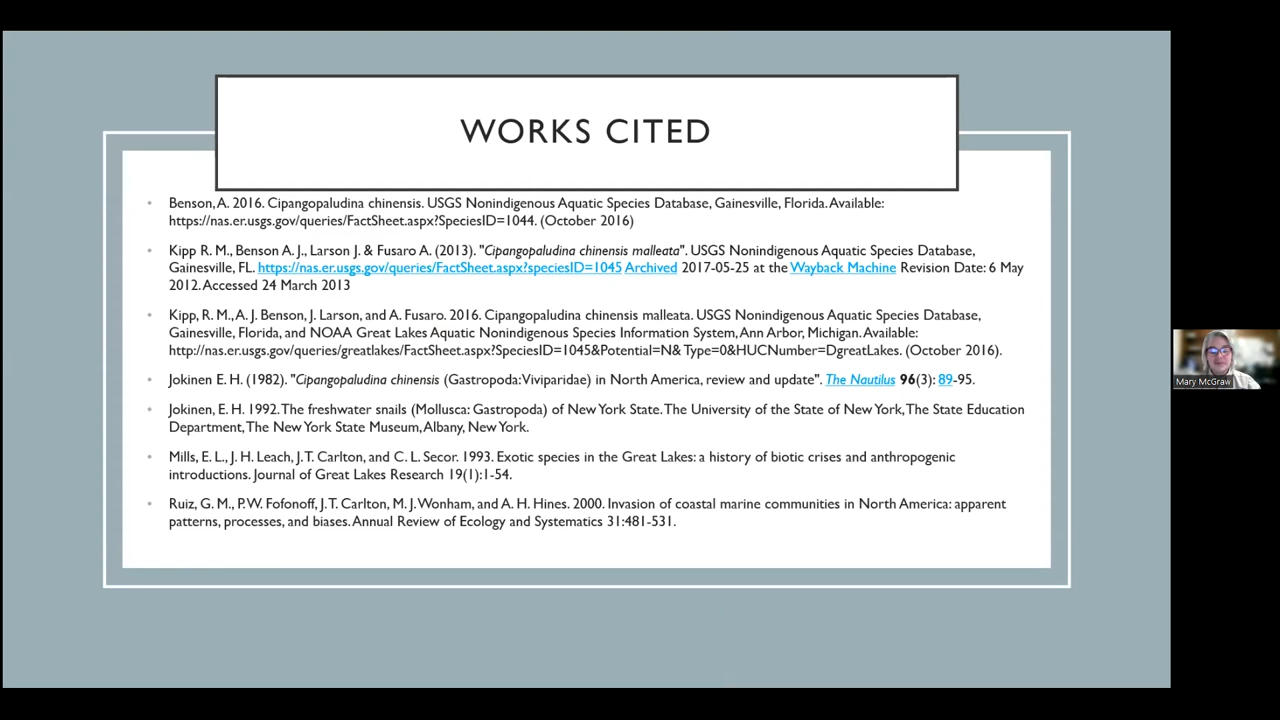 WORKS CITED
Benson, A. 2016. Cipangopaludina chinensis. USGS Nonindigenous Aquatic Species Database, Gainesville, Florida. Available:
https://nas.er.usgs.gov/queries/FactSheet.aspx?SpeciesID=1044. (October 2016)
Kipp R. M., Benson A. J., Larson J. & Fusaro A. (2013). "Cipangopaludina chinensis malleata". USGS Nonindigenous Aquatic Species Database,
Gainesville, FL. https://nas.er.usgs.gov/queries/FactSheet.aspx?speciesID=1045 Archived 2017-05-25 at the Wayback Machine Revision Date: 6 May
2012. Accessed 24 March 2013
Kipp, R. M., A. J. Benson, J. Larson, and A. Fusaro. 2016. Cipangopaludina chinensis malleata. USGS Nonindigenous Aquatic Species Database,
Gainesville, Florida, and NOAA Great Lakes Aquatic Nonindigenous Species Information System, Ann Arbor, Michigan. Available:
http://nas.er.usgs.gov/queries/greatlakes/FactSheet.aspx?SpeciesID=1045&Potential=N& Type=0&HUCNumber=DgreatLakes. (October 2016).
Jokinen E. H. (1982). "Cipangopaludina chinensis (Gastropoda: Viviparidae) in North America, review and update". The Nautilus 96(3): 89-95.
Jokinen, E. H. 1992. The freshwater snails (Mollusca: Gastropoda) of New York State. The University of the State of New York, The State Education
Department, The New York State Museum, Albany, New York.
Mills, E. L., J. H. Leach, J. T. Carlton, and C. L. Secor. 1993. Exotic species in the Great Lakes: a history of biotic crises and anthropogenic
introductions. Journal of Great Lakes Research 19(1):1-54.
Ruiz, G. M., P. W. Fofonoff, J. T. Carlton, M. J. Wonham, and A. H. Hines. 2000. Invasion of coastal marine communities in North America: apparent
patterns, processes, and biases. Annual Review of Ecology and Systematics 31:481-531.
Mary McGraw